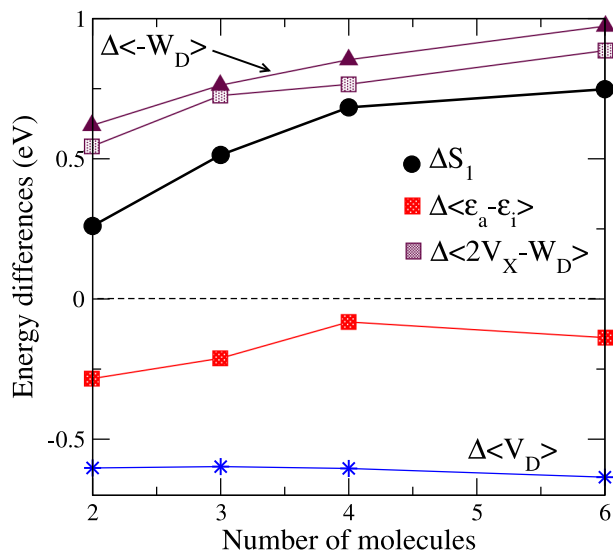 1
Δ<-W_D>
0.5
ΔS_1
Δ<ε_a-ε_i>
Δ<2V_X-W_D>
0
-0.5
Δ<V_D>
2 3 4 5 6
Energy differences (eV)
Number of molecules